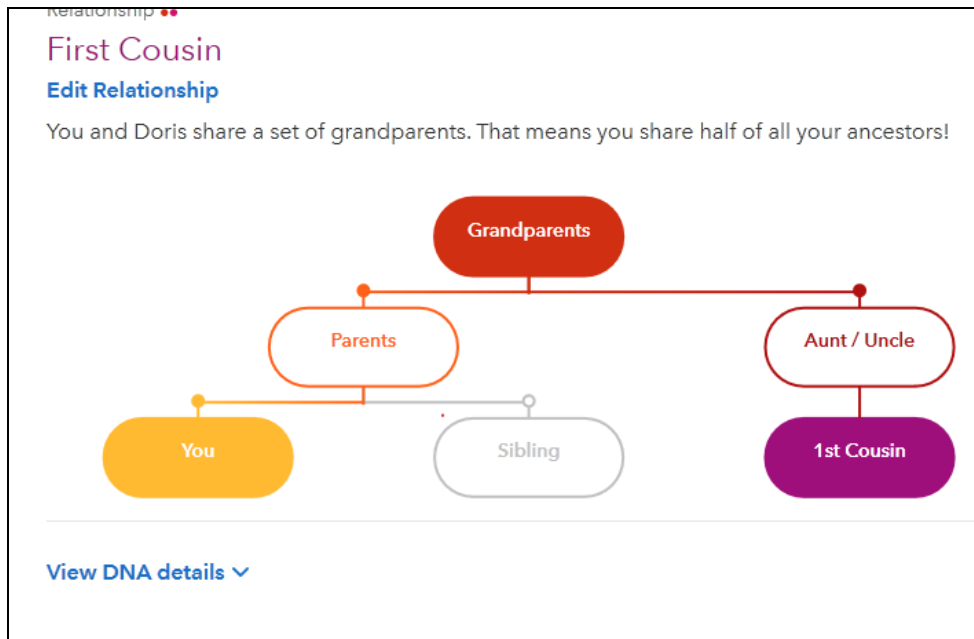 Relationship
First Cousin
Edit Relationship
You and Doris share a set of grandparents. That means you share half of all your ancestors!
Grandparents
Parents
Aunt / Uncle
You
Sibling
1st Cousin
View DNA details